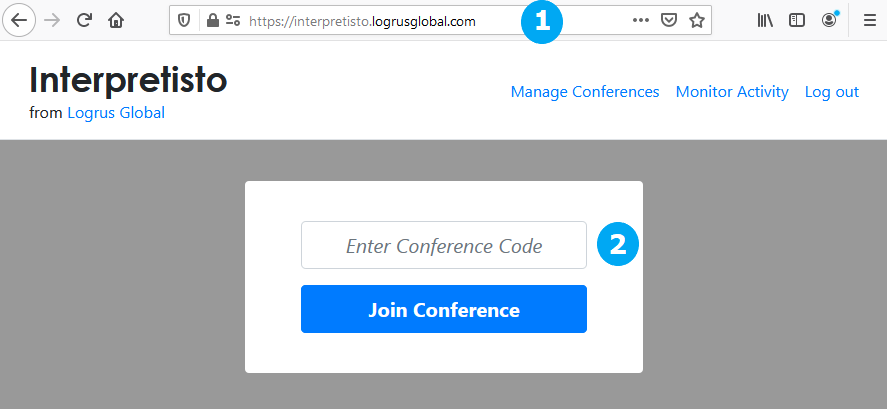 https://interpretisto.logrusglobal.com
1
Interpretisto
from Logrus Global
Manage Conferences Monitor Activity Log out
Enter Conference Code
2
Join Conference